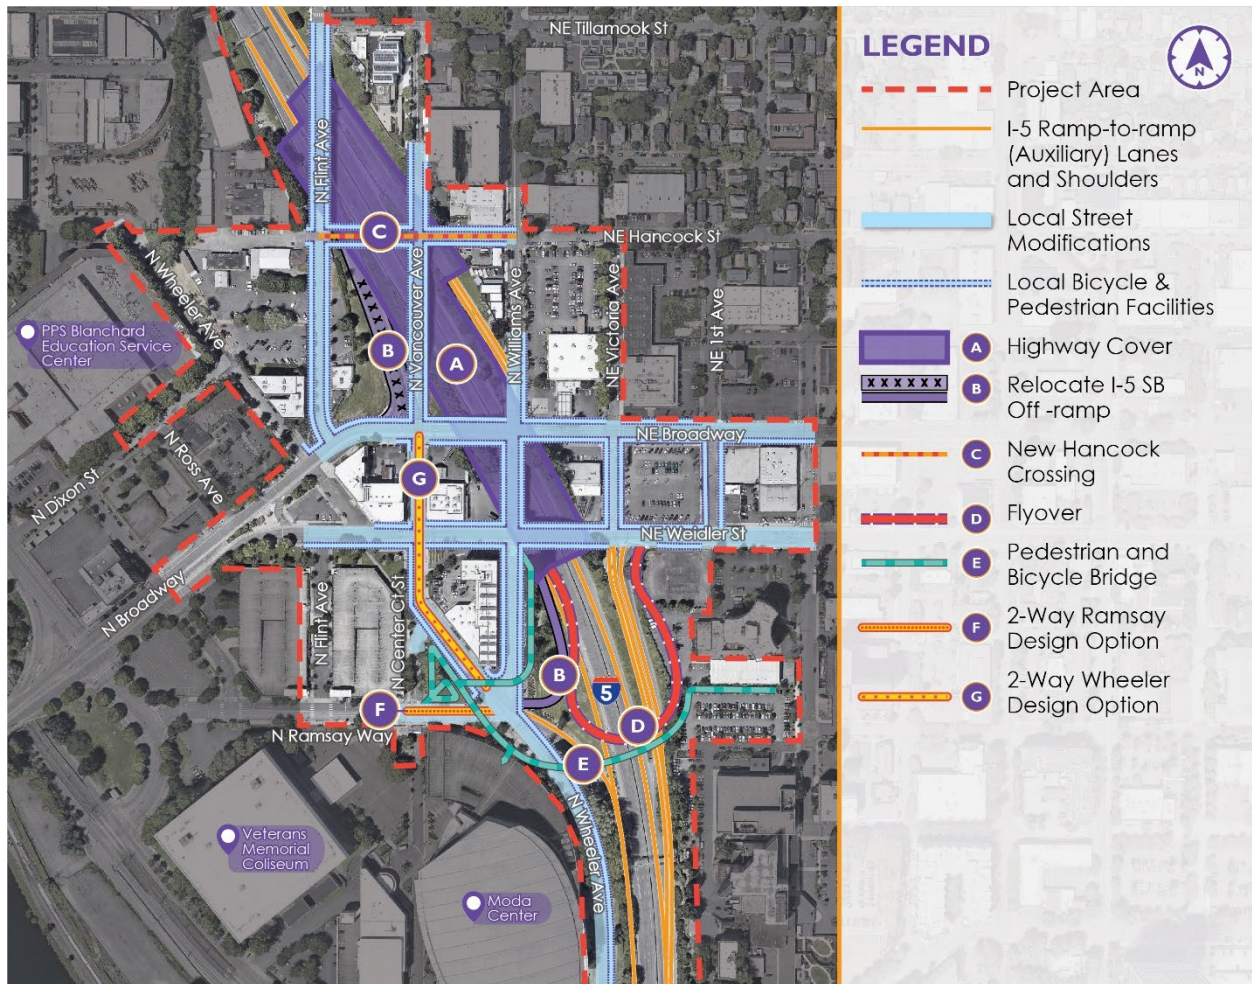 NE Tillamook St
N Flint Ave
C
NE Hancock St
N Wheeler Ave
PPS Blanchard
Education Service
Center
B
N Vancouver Ave
A
N Williams Ave
NE Victoria Ave
NE 1st Ave
NE Broadway
N Ross Ave
N Dixon St
G
NE Weidler St
N Broadway
N Flint Ave
N Center Ct St
B
5
F
D
N Ramsay Way
E
N Wheeler Ave
Veterans
Memorial
Coliseum
Moda
Center
LEGEND
N
Project Area
I-5 Ramp-to-ramp
(Auxiliary) Lanes
and Shoulders
Local Street
Modifications
Local Bicycle &
Pedestrian Facilities
A Highway Cover
X X X X X X B Relocate I-5 SB
Off -ramp
C New Hancock
Crossing
D Flyover
E Pedestrian and
Bicycle Bridge
F 2-Way Ramsay
Design Option
G 2-Way Wheeler
Design Option